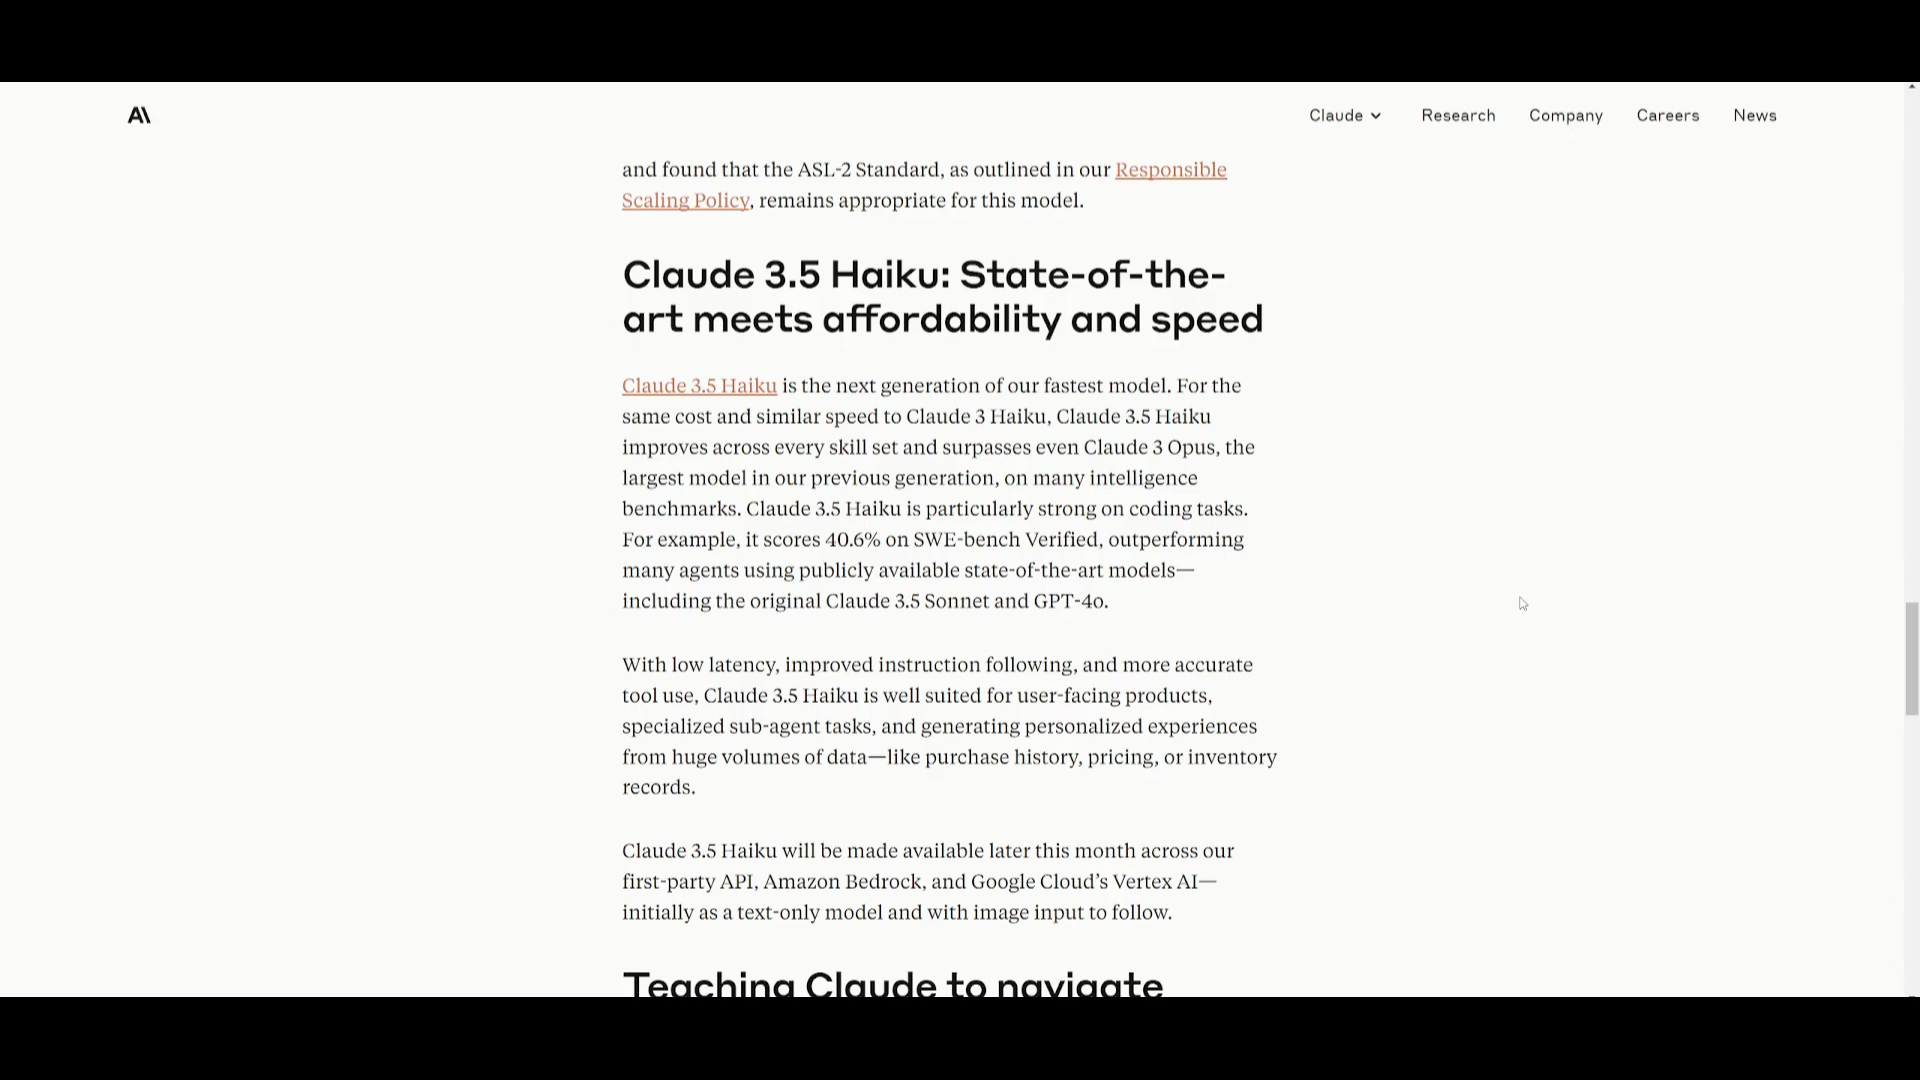 Claude Research Company Careers News
and found that the ASL-2 Standard, as outlined in our Responsible
Scaling Policy, remains appropriate for this model.
Claude 3.5 Haiku: State-of-the-
art meets affordability and speed
Claude 3.5 Haiku is the next generation of our fastest model. For the
same cost and similar speed to Claude 3 Haiku, Claude 3.5 Haiku
improves across every skill set and surpasses even Claude 3 Opus, the
largest model in our previous generation, on many intelligence
benchmarks. Claude 3.5 Haiku is particularly strong on coding tasks.
For example, it scores 40.6% on SWE-bench Verified, outperforming
many agents using publicly available state-of-the-art models—
including the original Claude 3.5 Sonnet and GPT-4o.
With low latency, improved instruction following, and more accurate
tool use, Claude 3.5 Haiku is well suited for user-facing products,
specialized sub-agent tasks, and generating personalized experiences
from huge volumes of data—like purchase history, pricing, or inventory
records.
Claude 3.5 Haiku will be made available later this month across our
first-party API, Amazon Bedrock, and Google Cloud’s Vertex AI—
initially as a text-only model and with image input to follow.
Teaching Claude to navigate